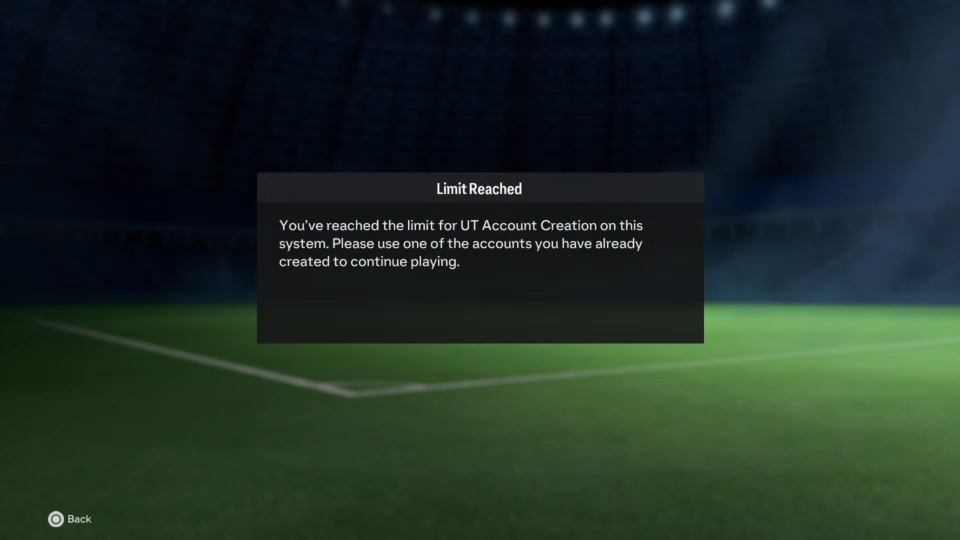 Limit Reached
You've reached the limit for UT Account Creation on this
system. Please use one of the accounts you have already
created to continue playing.
Back